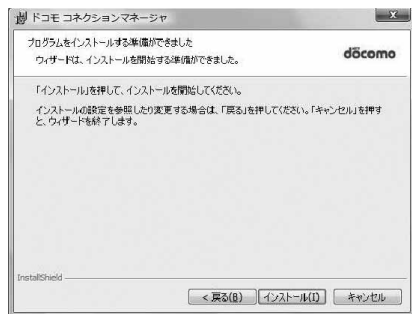 ドコモ コネクションマネージャ
プログラムをインストールする準備ができました
ウィザードは、インストールを開始する準備ができました。
döcomo
「インストール」を押して、インストールを開始してください。
インストールの設定を参照したり変更する場合は、「戻る」を押してください。「キャンセル」を押す
と、ウィザードを終了します。
InstallShield
< 戻る(B)
インストール(I)
キャンセル